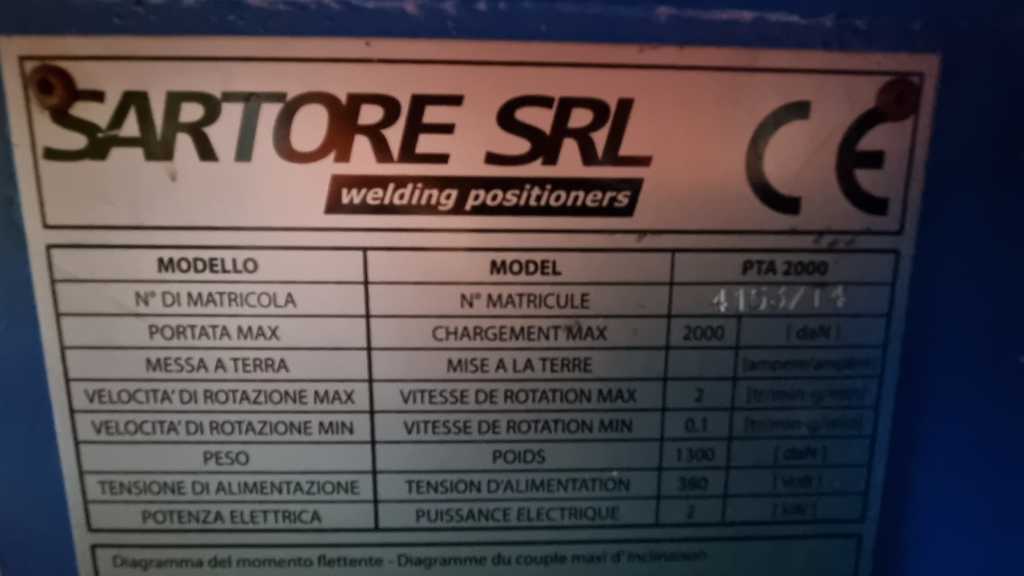 SARTORE SRL
welding positioners
CE
MODELLO MODEL PTA 2000
N° DI MATRICOLA N° MATRICULE
PORTATA MAX CHARGEMENT MAX 2000 [ daN ]
MESSA A TERRA MISE A LA TERRE
VELOCITA' DI ROTAZIONE MAX VITESSE DE ROTATION MAX 2
VELOCITA' DI ROTAZIONE MIN VITESSE DE ROTATION MIN 0,1
PESO POIDS 1300 [ daN ]
TENSIONE DI ALIMENTAZIONE TENSION D'ALIMENTATION 380 [ Volt ]
POTENZA ELETTRICA PUISSANCE ELECTRIQUE 2 [ kW ]
Diagramma del momento flettente - Diagramme du couple maxi d'